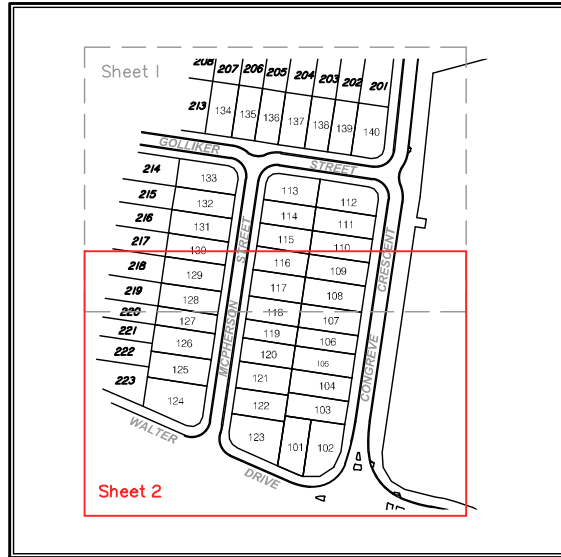 Sheet 1
208 207 206 205 204 203 202 201
213 134 135 136 137 138 139 140
GOLLIKER STREET
214 133 113 112
215 132 114 111
216 131 115 110
217 130 116 109
218 129 117 108
219 128 118 107
220 127 119 106
221 126 120 105
222 125 121 104
223 124 122 103
123 101 102
MCPHERSON STREET
CONGREVE CRESCENT
WALTER DRIVE
Sheet 2